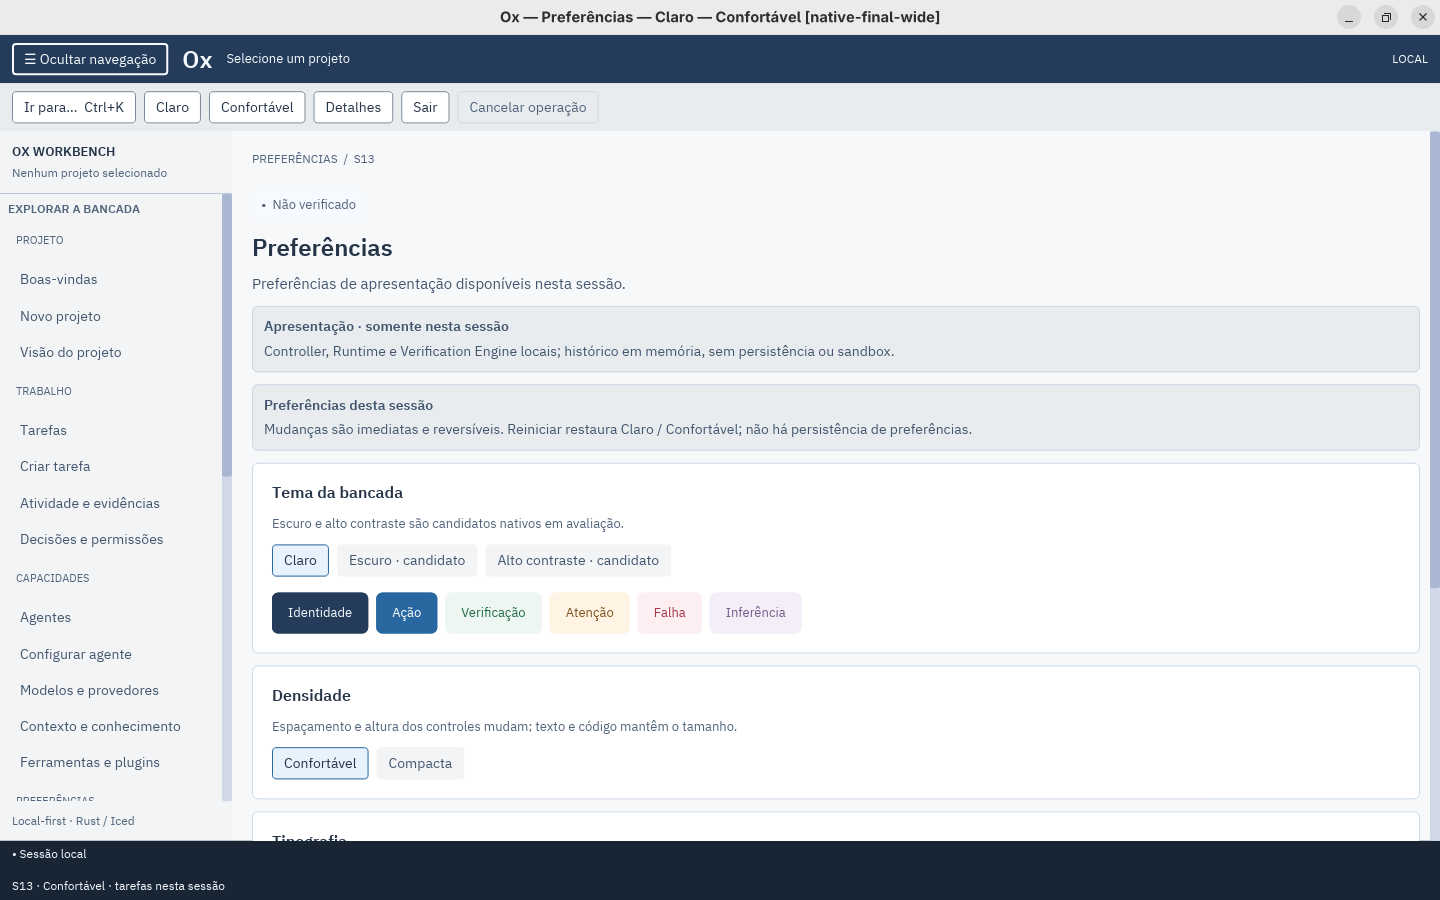 Ox — Preferências — Claro — Confortável [native-final-wide]
☰ Ocultar navegação
Ox
Selecione um projeto
LOCAL
Ir para... Ctrl+K
Claro
Confortável
Detalhes
Sair
Cancelar operação
OX WORKBENCH
Nenhum projeto selecionado
EXPLORAR A BANCADA
PROJETO
Boas-vindas
Novo projeto
Visão do projeto
TRABALHO
Tarefas
Criar tarefa
Atividade e evidências
Decisões e permissões
CAPACIDADES
Agentes
Configurar agente
Modelos e provedores
Contexto e conhecimento
Ferramentas e plugins
PREFERÊNCIAS
Local-first · Rust / Iced
PREFERÊNCIAS / S13
• Não verificado
Preferências
Preferências de apresentação disponíveis nesta sessão.
Apresentação · somente nesta sessão
Controller, Runtime e Verification Engine locais; histórico em memória, sem persistência ou sandbox.
Preferências desta sessão
Mudanças são imediatas e reversíveis. Reiniciar restaura Claro / Confortável; não há persistência de preferências.
Tema da bancada
Escuro e alto contraste são candidatos nativos em avaliação.
Claro
Escuro · candidato
Alto contraste · candidato
Identidade
Ação
Verificação
Atenção
Falha
Inferência
Densidade
Espaçamento e altura dos controles mudam; texto e código mantêm o tamanho.
Confortável
Compacta
Tipografia
• Sessão local
S13 · Confortável · tarefas nesta sessão